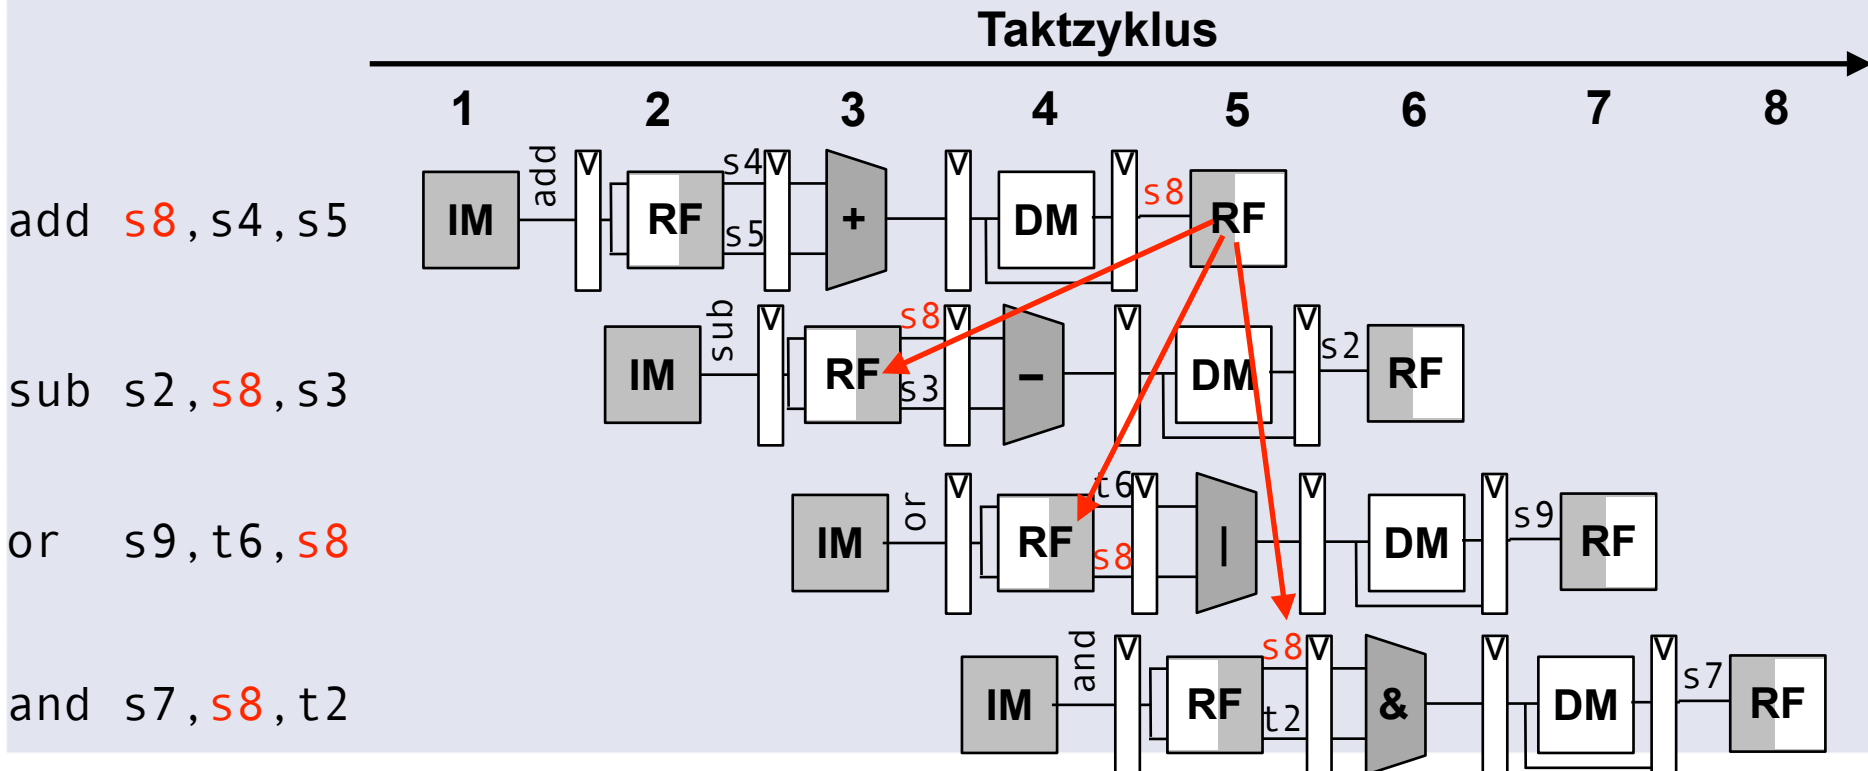 Taktzyklus
1 2 3 4 5 6 7 8
add s8,s4,s5 IM add RF s4 s5 + DM s8 RF
sub s2,s8,s3 IM sub RF s8 s3 – DM s2 RF
or s9,t6,s8 IM or RF t6 s8 | DM s9 RF
and s7,s8,t2 IM and RF s8 t2 & DM s7 RF